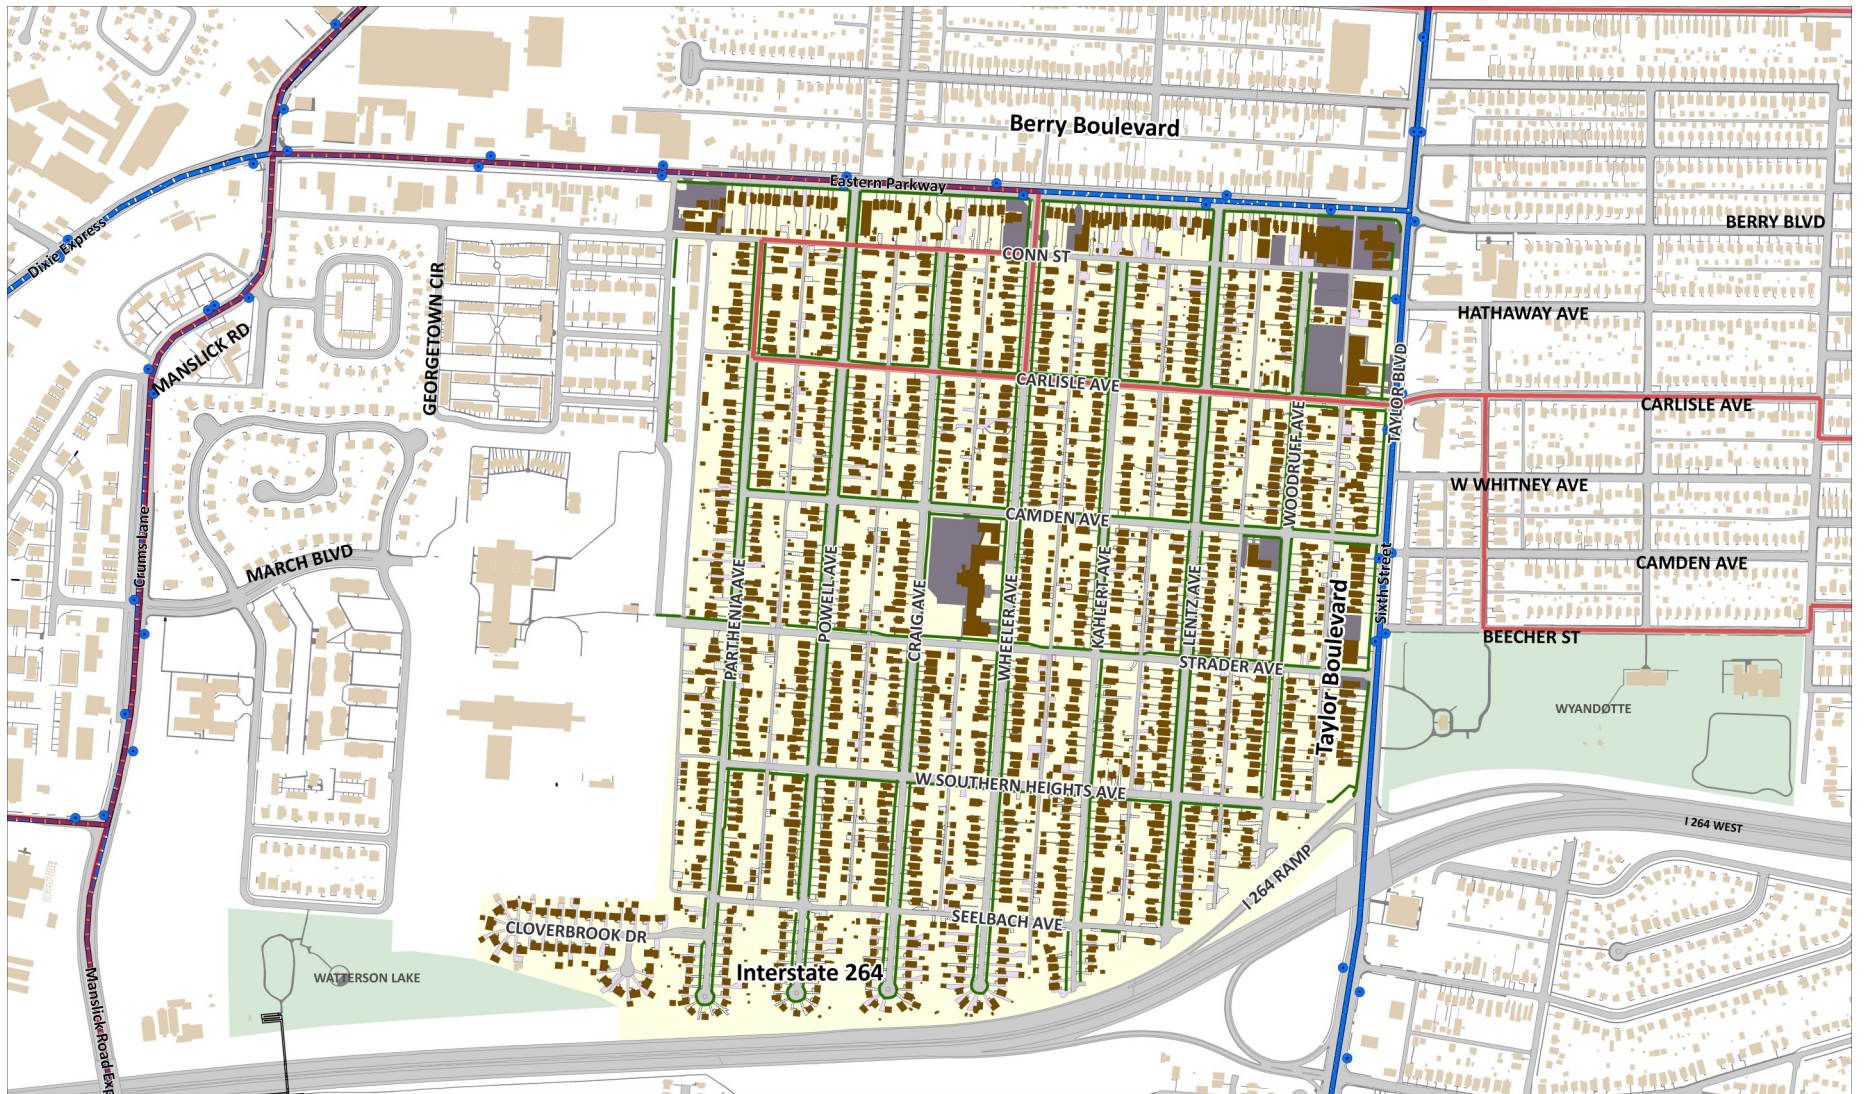 Berry Boulevard
Eastern Parkway
BERRY BLVD
Dixie Express
CONN ST
GEORGETOWN CIR
HATHAWAY AVE
MANSLICK RD
TAYLOR BLVD
CARLISLE AVE
CARLISLE AVE
WOODRUFF AVE
W WHITNEY AVE
CAMDEN AVE
Crums Lane
MARCH BLVD
CAMDEN AVE
PARTHENIA AVE
POWELL AVE
CRAIG AVE
WHEELER AVE
KAHLER AVE
LENTZ AVE
Sixth Street
BEECHER ST
STRADER AVE
Taylor Boulevard
WYANDOTTE
W SOUTHERN HEIGHTS AVE
I 264 WEST
I 264 RAMP
SEELBACH AVE
CLOVERBROOK DR
Interstate 264
WATTERSON LAKE
Manslick Road Exp